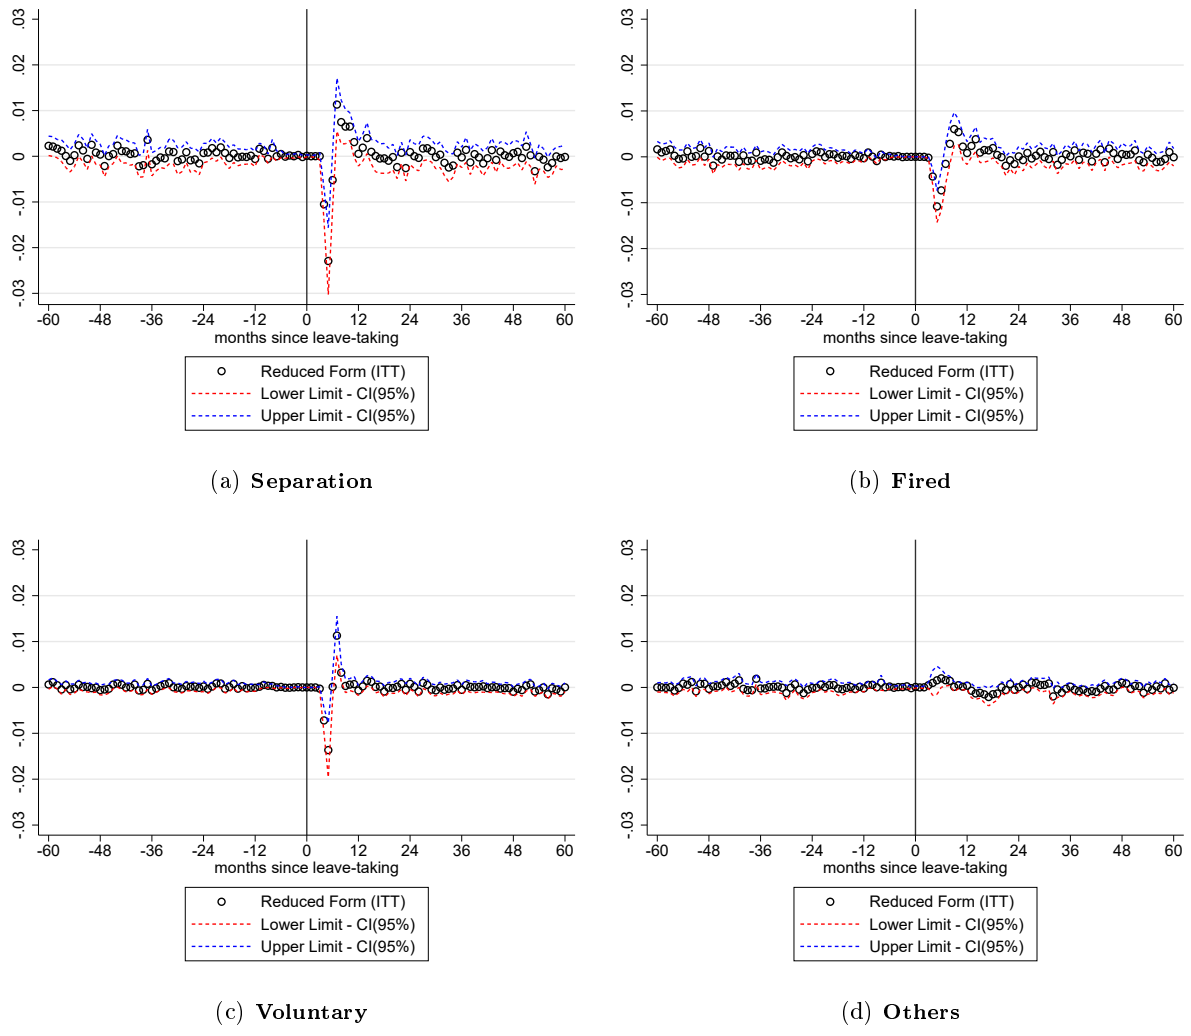 .03
.02
.01
0
-.01
-.02
-.03
-60 -48 -36 -24 -12 0 12 24 36 48 60
months since leave-taking
Reduced Form (ITT)
Lower Limit - CI(95%)
Upper Limit - CI(95%)
(a) Separation
.03
.02
.01
0
-.01
-.02
-.03
-60 -48 -36 -24 -12 0 12 24 36 48 60
months since leave-taking
Reduced Form (ITT)
Lower Limit - CI(95%)
Upper Limit - CI(95%)
(b) Fired
.03
.02
.01
0
-.01
-.02
-.03
-60 -48 -36 -24 -12 0 12 24 36 48 60
months since leave-taking
Reduced Form (ITT)
Lower Limit - CI(95%)
Upper Limit - CI(95%)
(c) Voluntary
.03
.02
.01
0
-.01
-.02
-.03
-60 -48 -36 -24 -12 0 12 24 36 48 60
months since leave-taking
Reduced Form (ITT)
Lower Limit - CI(95%)
Upper Limit - CI(95%)
(d) Others